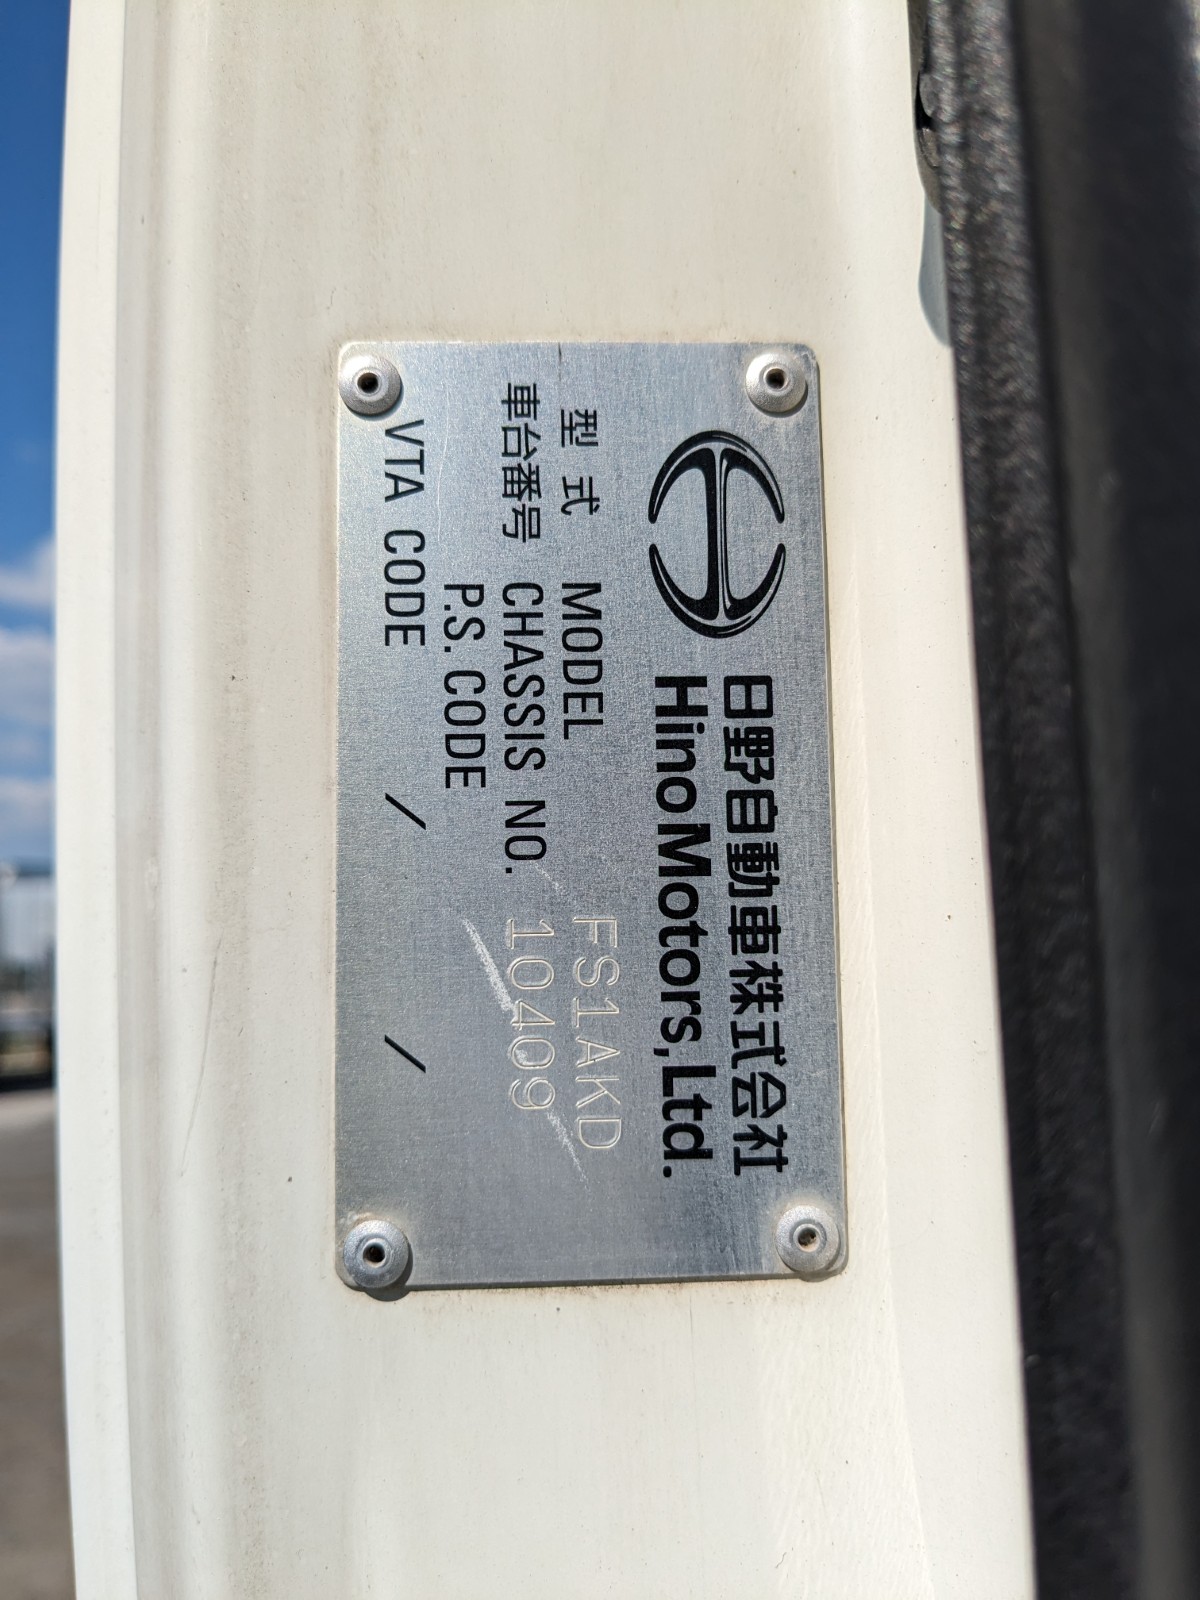 日野自動車株式会社
Hino Motors, Ltd.
型 式 MODEL FS1AKD
車台番号 CHASSIS NO. 10409
P.S. CODE
VTA CODE / /